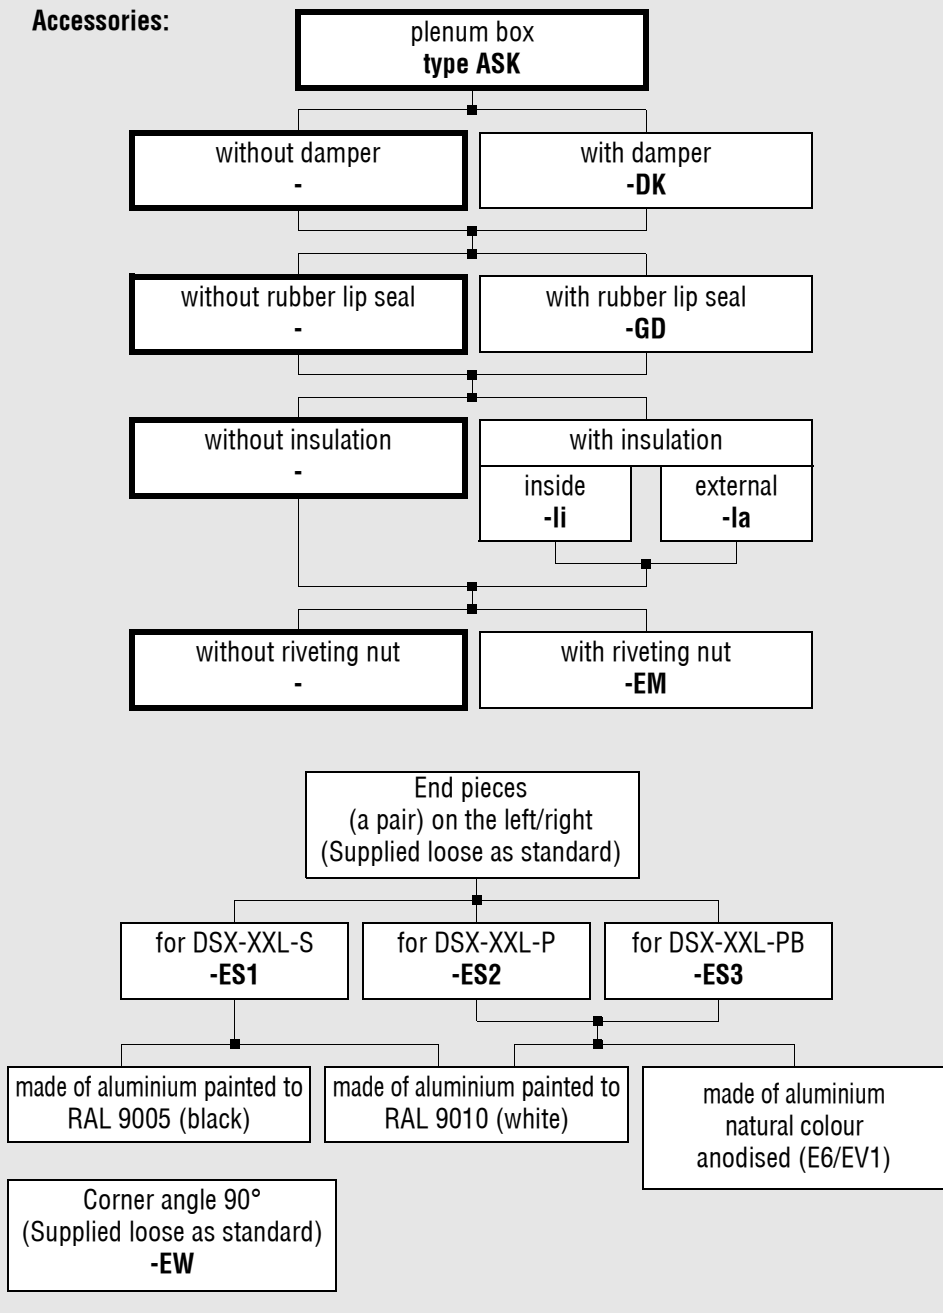 Accessories:
plenum box
type ASK
without damper
-
with damper
-DK
without rubber lip seal
-
with rubber lip seal
-GD
without insulation
-
with insulation
inside
-Ii
external
-Ia
without riveting nut
-
with riveting nut
-EM
End pieces
(a pair) on the left/right
(Supplied loose as standard)
for DSX-XXL-S
-ES1
for DSX-XXL-P
-ES2
for DSX-XXL-PB
-ES3
made of aluminium painted to
RAL 9005 (black)
made of aluminium painted to
RAL 9010 (white)
made of aluminium
natural colour
anodised (E6/EV1)
Corner angle 90°
(Supplied loose as standard)
-EW